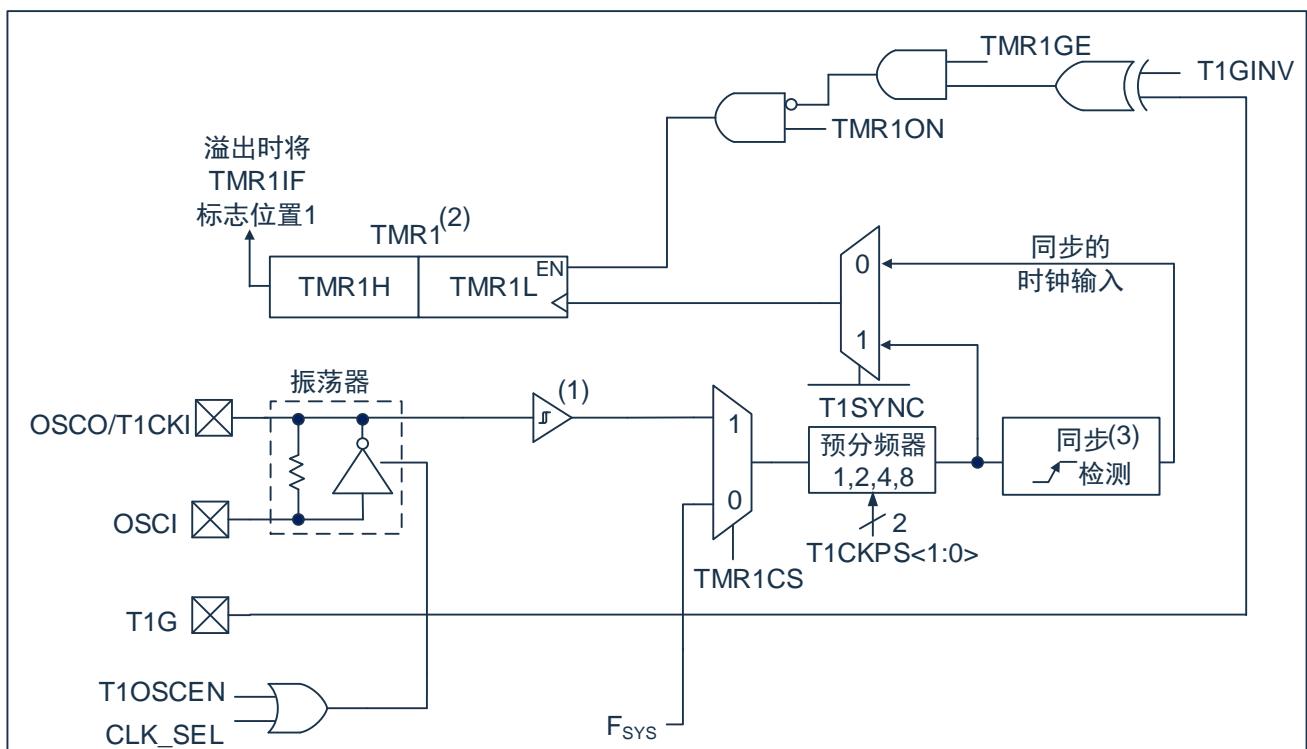 TMR1GE
T1GINV
TMR1ON
溢出时将
TMR1IF
标志位置1
TMR1(2)
EN
TMR1H
TMR1L
0
同步的
时钟输入
1
振荡器
(1)
T1SYNC
OSCO/T1CKI
1
预分频器
1,2,4,8
同步(3)
检测
0
OSCI
2
T1CKPS<1:0>
TMR1CS
T1G
T1OSCEN
CLK_SEL
FSYS